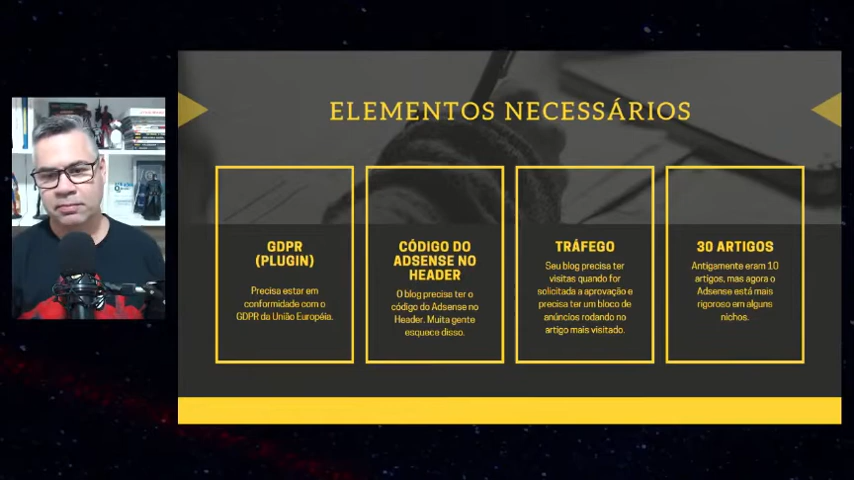 ELEMENTOS NECESSÁRIOS
GDPR
(PLUGIN)
Precisa estar em
conformidade com o
GDPR da União Européia.
CÓDIGO DO
ADSENSE NO
HEADER
O blog precisa ter o
código do Adsense no
Header. Muita gente
esquece disso.
TRÁFEGO
Seu blog precisa ter
visitas quando for
solicitada a aprovação e
precisa ter um bloco de
anúncios rodando no
artigo mais visitado.
30 ARTIGOS
Antigamente eram 10
artigos, mas agora o
Adsense está mais
rigoroso em alguns
nichos.